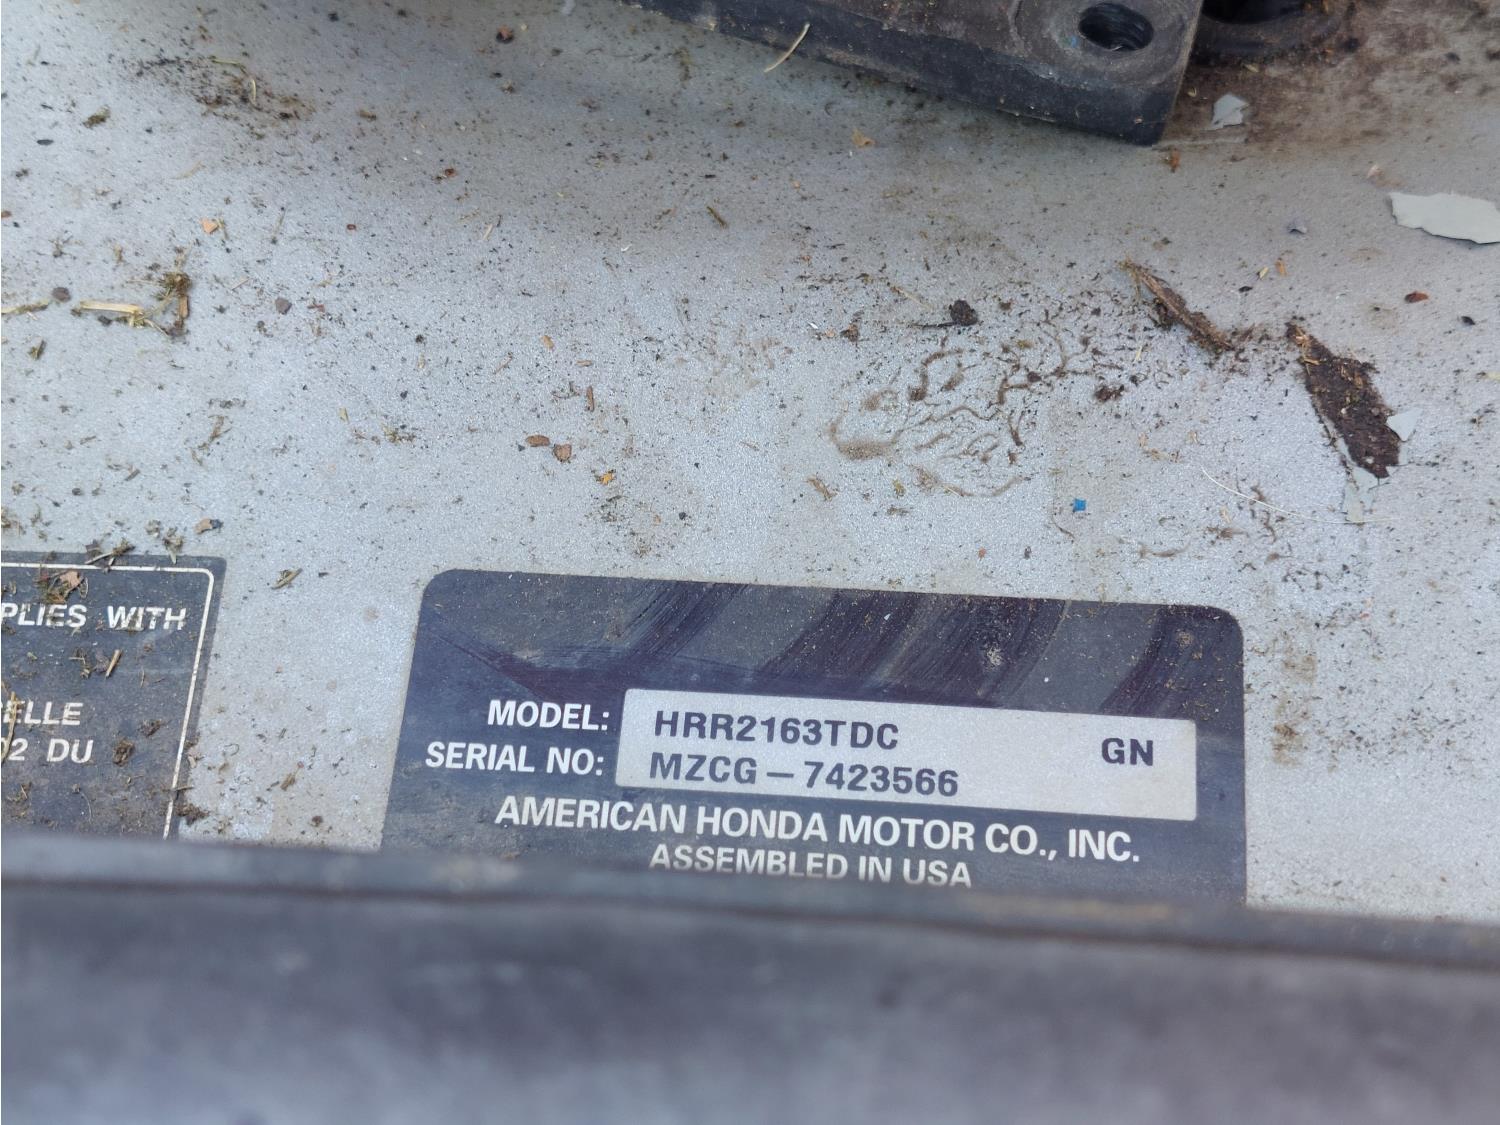 PLIES WITH
ELLE
02 DU
MODEL: HRR2163TDC GN
SERIAL NO: MZCG-7423566
AMERICAN HONDA MOTOR CO., INC.
ASSEMBLED IN USA